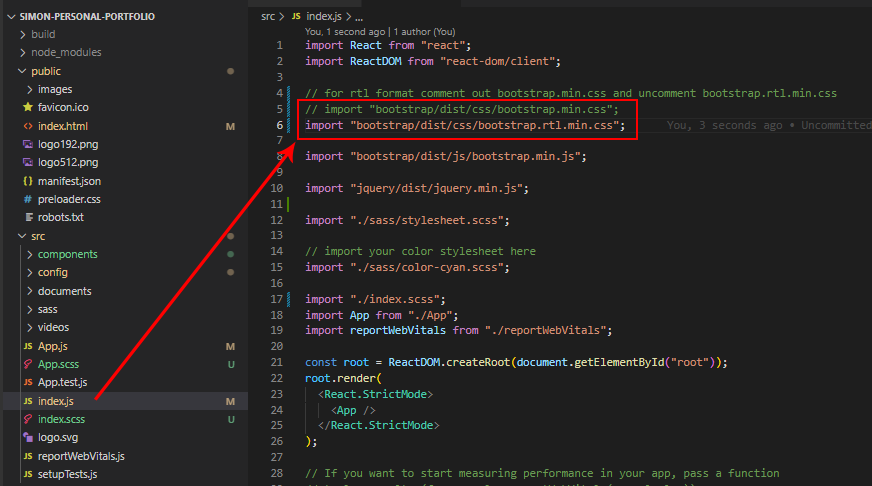 SIMON-PERSONAL-PORTFOLIO
build
node_modules
public
images
favicon.ico
index.html M
logo192.png
logo512.png
manifest.json
preloader.css
robots.txt
src
components
config
documents
sass
videos
App.js M
App.scss U
App.test.js
index.js M
index.scss U
logo.svg
reportWebVitals.js
setupTests.js
src > JS index.js > ...
You, 1 second ago | 1 author (You)
1 import React from "react";
2 import ReactDOM from "react-dom/client";
3
4 // for rtl format comment out bootstrap.min.css and uncomment bootstrap.rtl.min.css
5 // import "bootstrap/dist/css/bootstrap.min.css";
6 import "bootstrap/dist/css/bootstrap.rtl.min.css"; You, 3 seconds ago • Uncommitted
7
8 import "bootstrap/dist/js/bootstrap.min.js";
9
10 import "jquery/dist/jquery.min.js";
11
12 import "./sass/stylesheet.scss";
13
14 // import your color stylesheet here
15 import "./sass/color-cyan.scss";
16
17 import "./index.scss";
18 import App from "./App";
19 import reportWebVitals from "./reportWebVitals";
20
21 const root = ReactDOM.createRoot(document.getElementById("root"));
22 root.render(
23 <React.StrictMode>
24 <App />
25 </React.StrictMode>
26 );
27
28 // If you want to start measuring performance in your app, pass a function